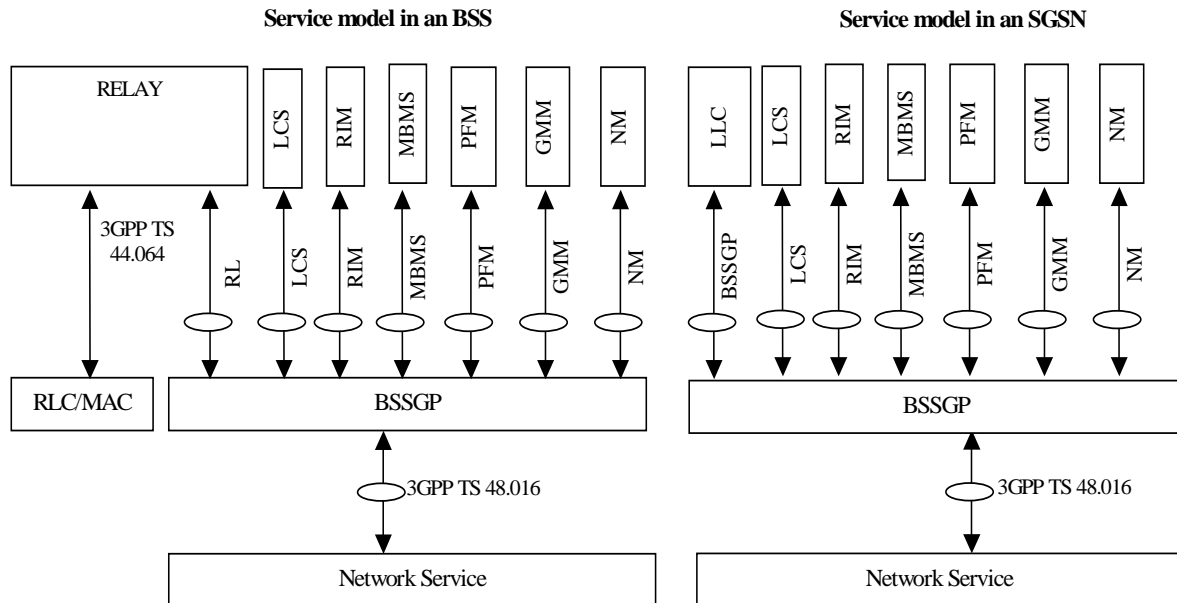 Service model in an BSS
Service model in an SGSN
RELAY
LCS
RIM
MBMS
PFM
GMM
NM
LLC
LCS
RIM
MBMS
PFM
GMM
NM
3GPP TS
44.064
RL
LCS
RIM
MBMS
PFM
GMM
NM
BSSGP
LCS
RIM
MBMS
PFM
GMM
NM
RLC/MAC
BSSGP
BSSGP
3GPP TS 48.016
3GPP TS 48.016
Network Service
Network Service